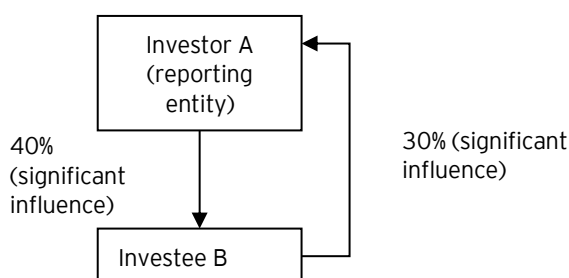 Investor A
(reporting
entity)
40%
(significant
influence)
30% (significant
influence)
Investee B